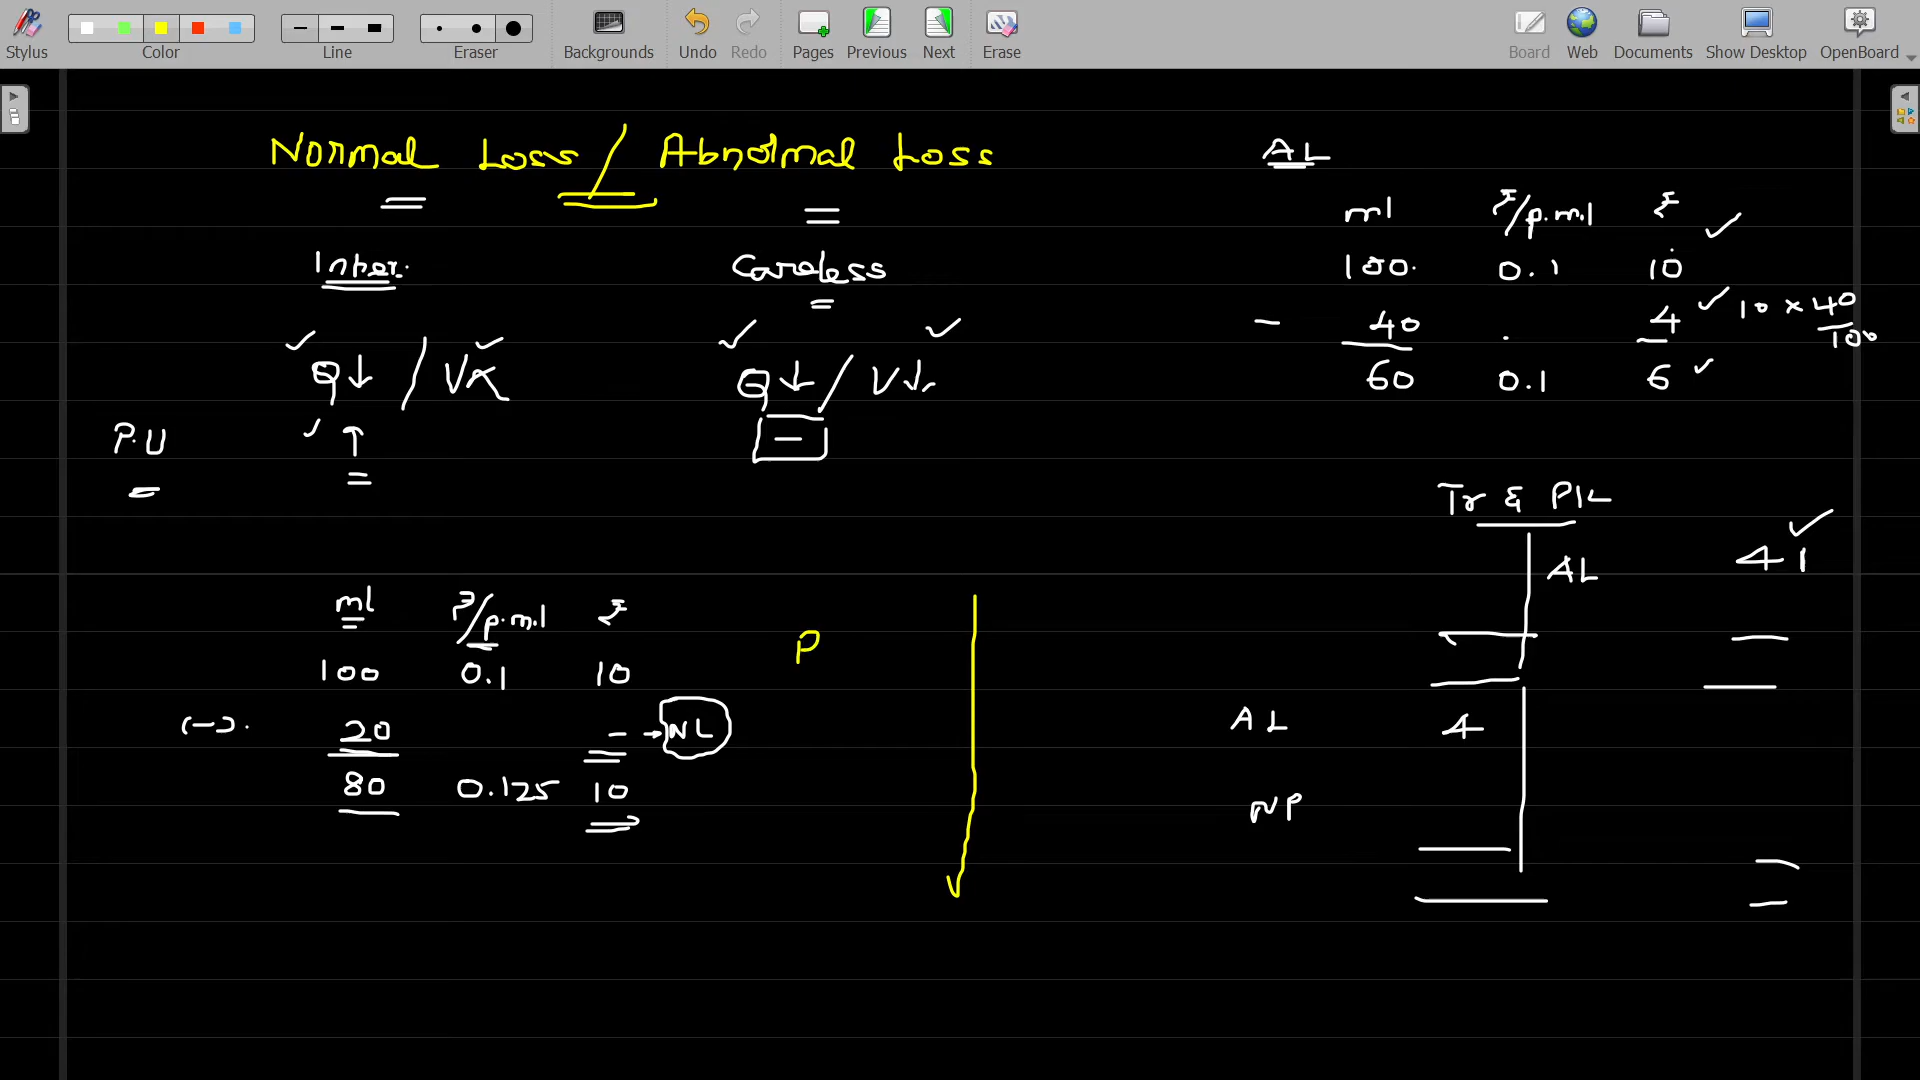 Stylus Color Line Eraser Backgrounds Undo Redo Pages Previous Next Erase Board Web Documents Show Desktop OpenBoard
Normal Loss / Abnormal Loss
Inher.
Careless
Q↓ / V
Q↓ / V↓
P.U ↑
-
ml ₹/p.ml ₹
100 0.1 10
(-). 20 - → NL
80 0.125 10
P
AL
ml ₹/p.ml ₹
100. 0.1 10
- 40 . 4 10 × 40/100
60 0.1 6
Tr & P/L
AL 41
AL 4
NP